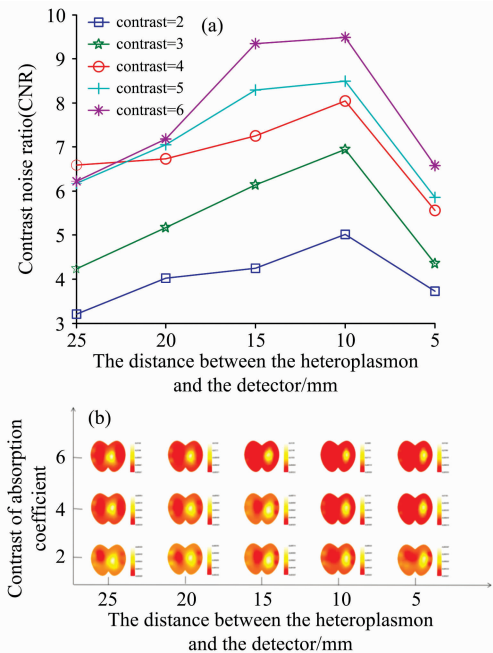 (a)
contrast=2
contrast=3
contrast=4
contrast=5
contrast=6
Contrast noise ratio(CNR)
10
9
8
7
6
5
4
3
25 20 15 10 5
The distance between the heteroplasmon
and the detector/mm
(b)
Contrast of absorption
coefficient
6
4
2
25 20 15 10 5
The distance between the heteroplasmon
and the detector/mm